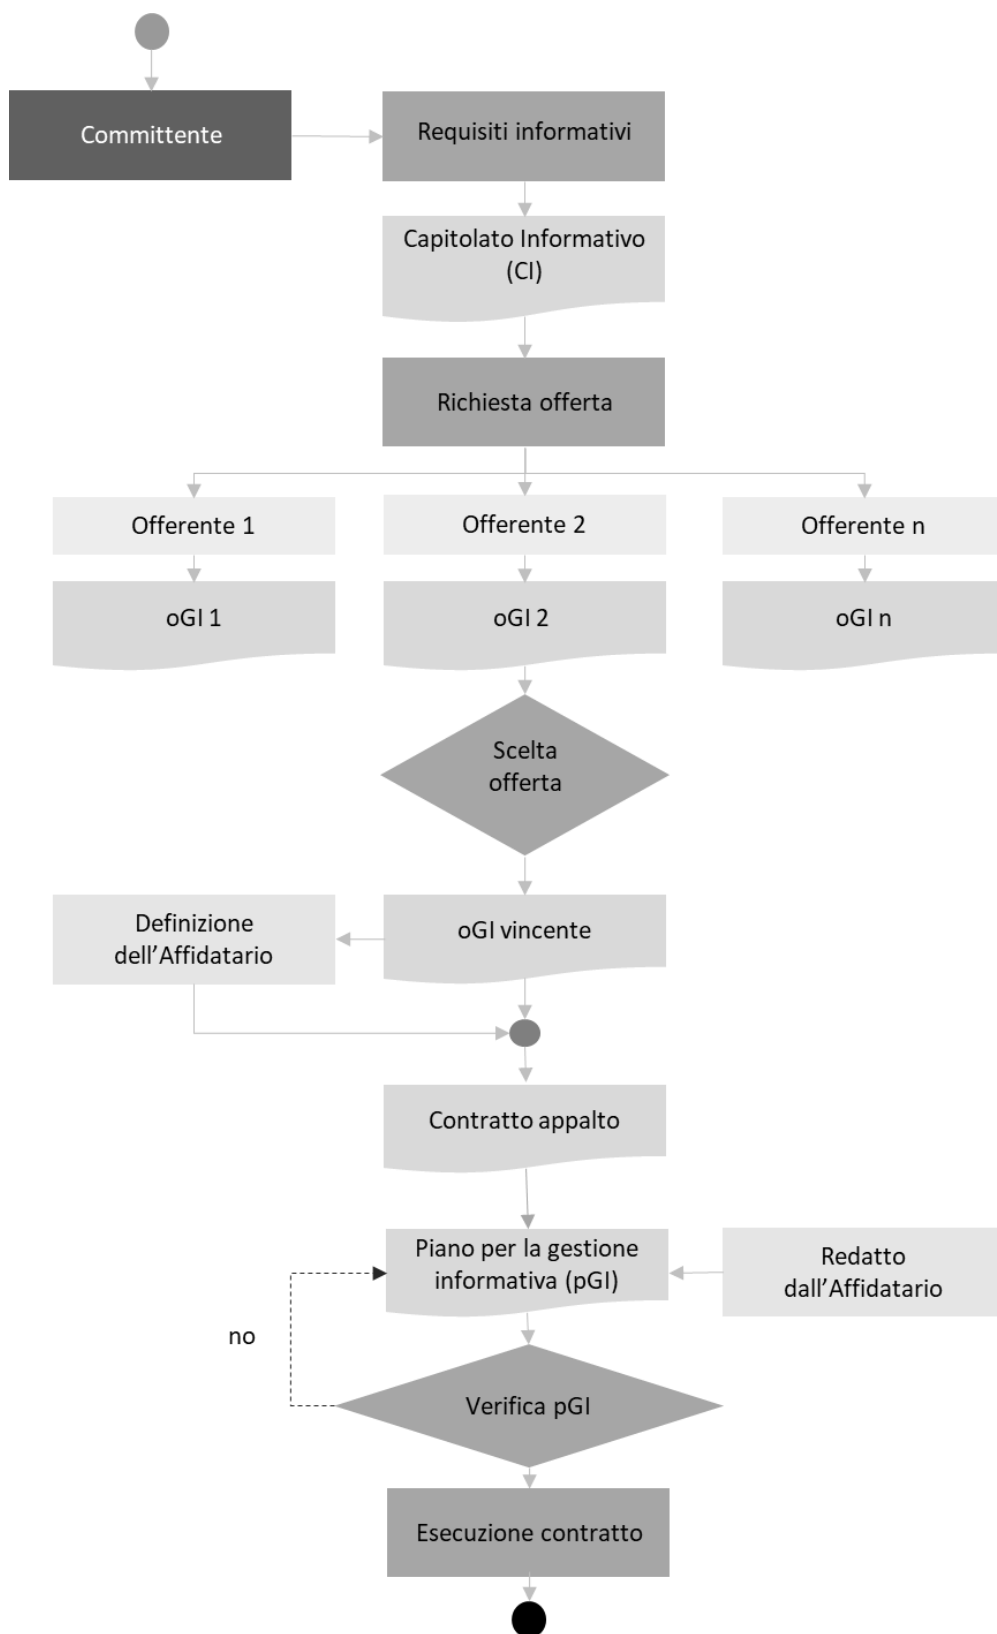 Committente
Requisiti informativi
Capitolato Informativo
(CI)
Richiesta offerta
Offerente 1
Offerente 2
Offerente n
oGI 1
oGI 2
oGI n
Scelta
offerta
Definizione
dell’Affidatario
oGI vincente
Contratto appalto
Piano per la gestione
informativa (pGI)
Redatto
dall’Affidatario
no
Verifica pGI
Esecuzione contratto